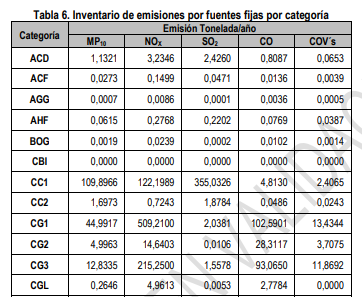 Tabla 6. Inventario de emisiones por fuentes fijas por categoría
Categoría Emisión Tonelada/año
MP10 NOX SO2 CO COV´s
ACD 1,1321 3,2346 2,4260 0,8087 0,0653
ACF 0,0273 0,1499 0,0471 0,0136 0,0039
AGG 0,0007 0,0086 0,0001 0,0036 0,0005
AHF 0,0615 0,2768 0,2202 0,0769 0,0387
BOG 0,0019 0,0239 0,0002 0,0102 0,0014
CBI 0,0000 0,0000 0,0000 0,0000 0,0000
CC1 109,8966 122,1989 355,0326 4,8130 2,4065
CC2 1,6973 0,7243 1,8784 0,0486 0,0243
CG1 44,9917 509,2100 2,0381 102,5901 13,4344
CG2 4,9963 14,6403 0,0106 28,3117 3,7075
CG3 12,8335 215,2500 1,5578 93,0650 11,8692
CGL 0,2646 4,9613 0,0053 2,7784 0,0000
EN VALIDAC